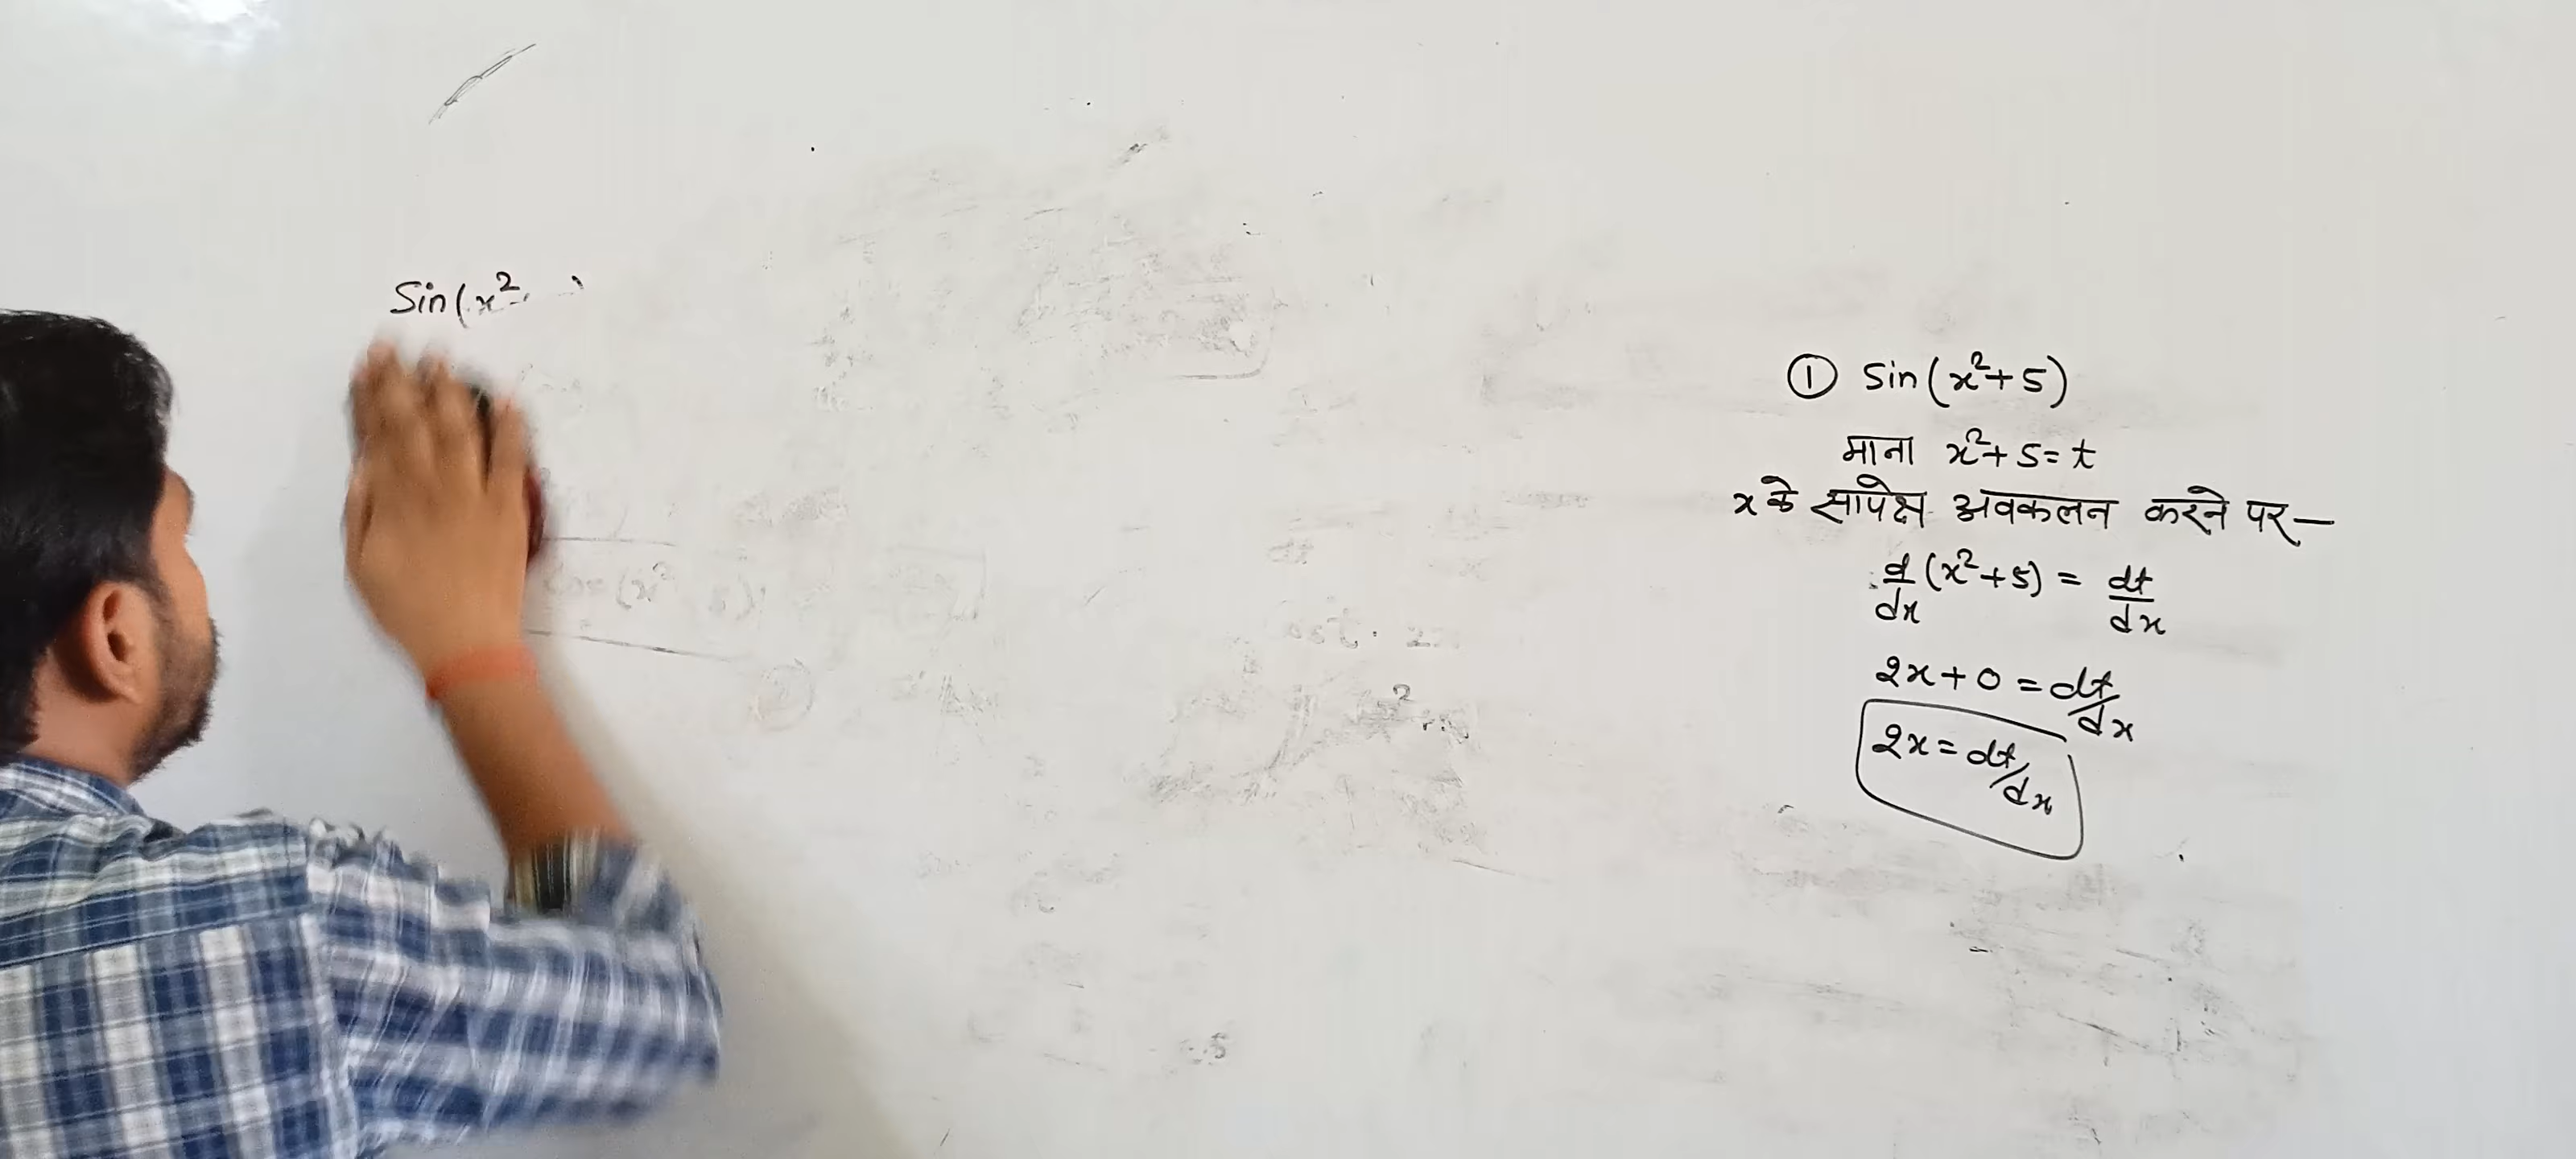 Sin(x²
① Sin(x²+5)
माना x²+5=t
x के सापेक्ष अवकलन करने पर—
d/dx (x²+5) = dt/dx
2x+0 = dt/dx
2x = dt/dx